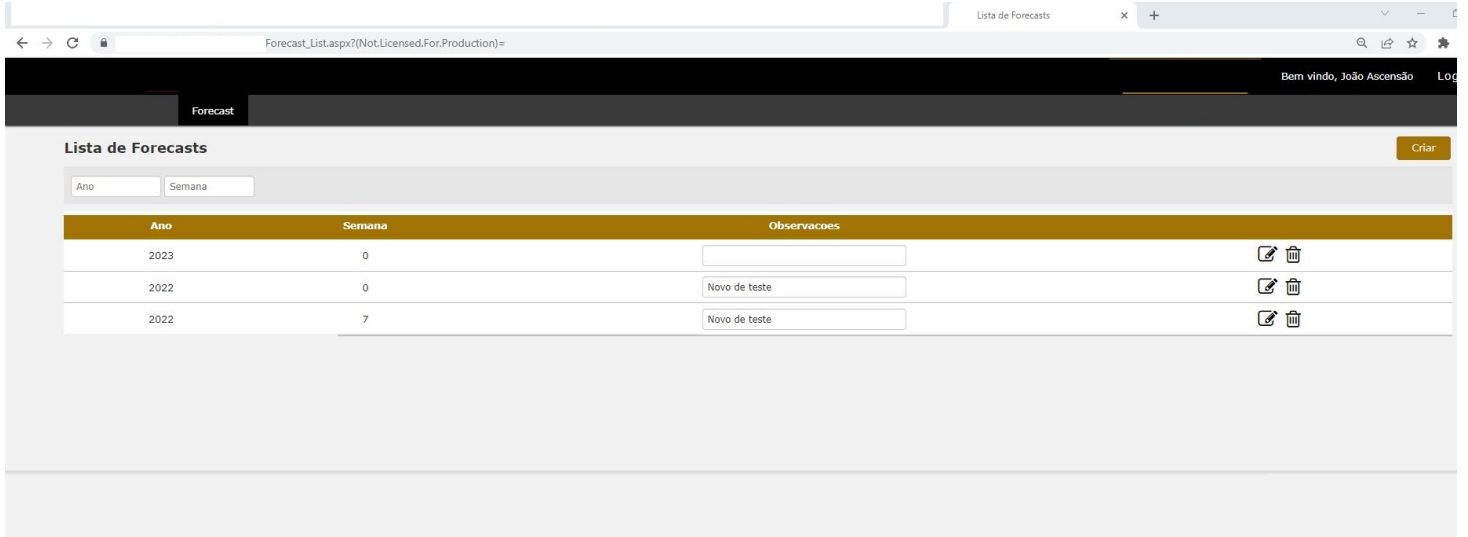 Lista de Forecasts
Forecast_List.aspx?(Not.Licensed.For.Production)=
Bem vindo, João Ascensão Log
Forecast
Lista de Forecasts Criar
Ano Semana
Ano Semana Observacoes
2023 0
2022 0 Novo de teste
2022 7 Novo de teste